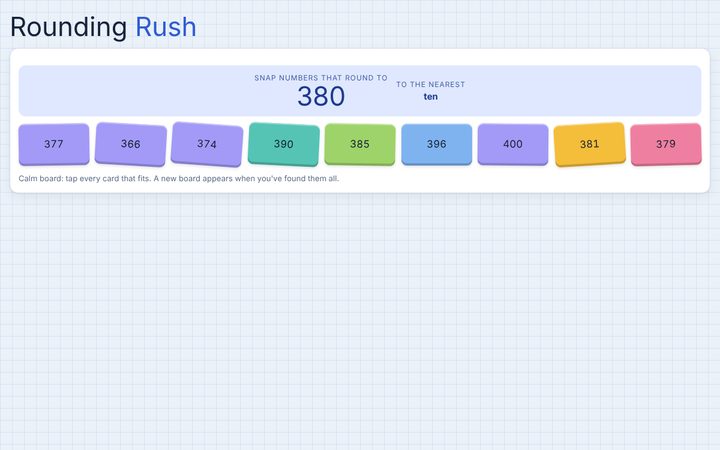 Rounding Rush
SNAP NUMBERS THAT ROUND TO
380
TO THE NEAREST
ten
377 366 374 390 385 396 400 381 379
Calm board: tap every card that fits. A new board appears when you've found them all.